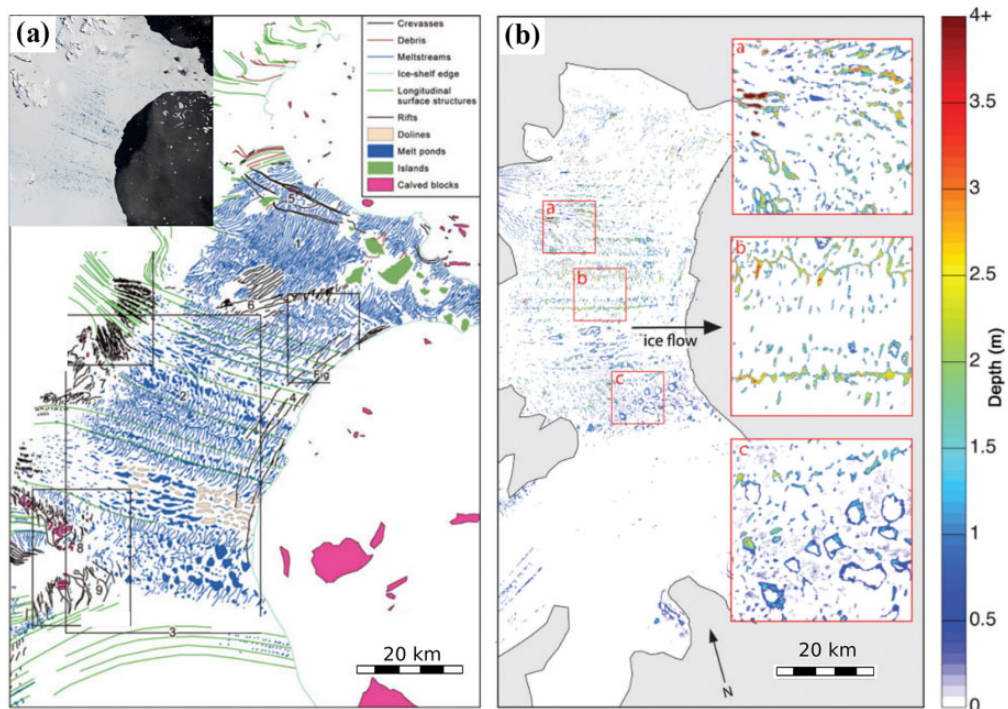 (a)
Crevasses
Debris
Meltstreams
Ice-shelf edge
Longitudinal
surface structures
Rifts
Dolines
Melt ponds
Islands
Calved blocks
5
1
6
Fig
7
2
4
8
9
3
20 km
(b)
a
b
c
ice flow
N
20 km
a
b
c
4+
3.5
3
2.5
2
1.5
1
0.5
0
Depth (m)